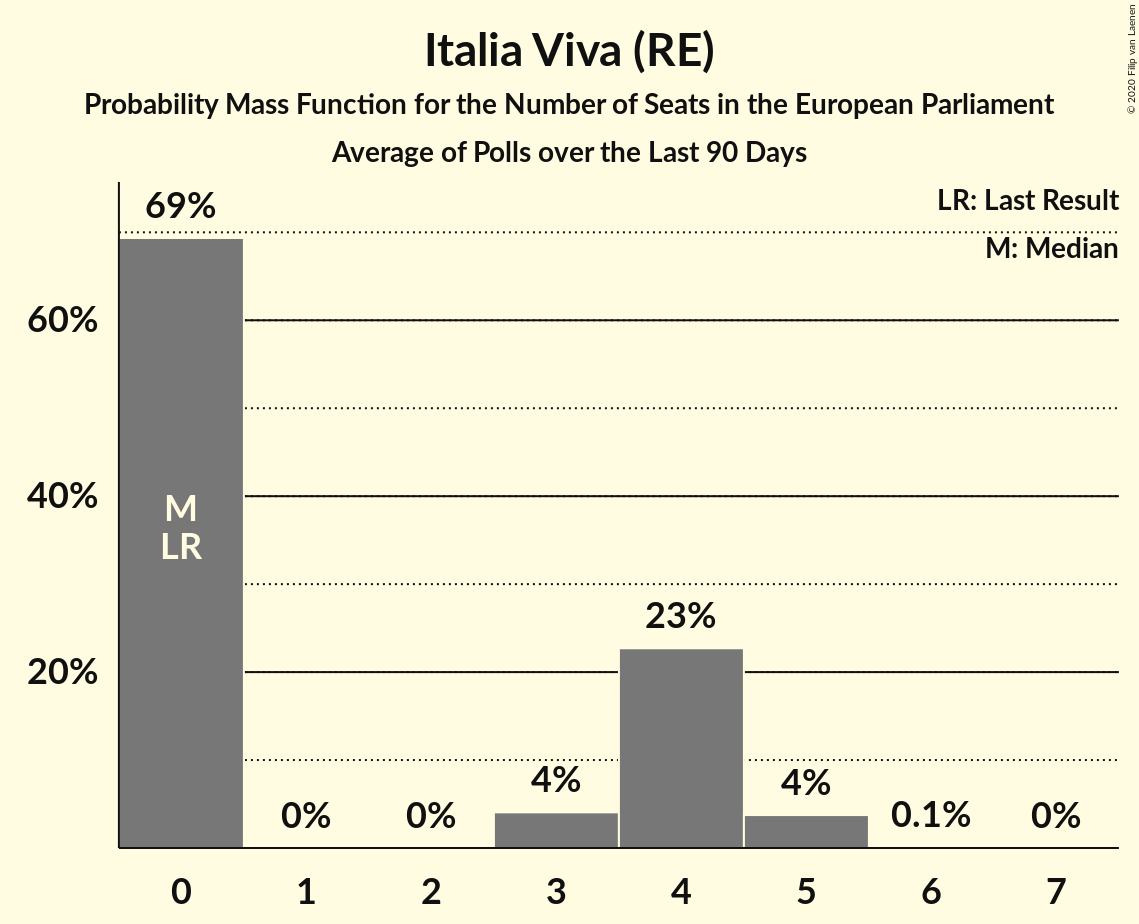 Italia Viva (RE)
Probability Mass Function for the Number of Seats in the European Parliament
Average of Polls over the Last 90 Days
© 2020 Filip van Laenen
LR: Last Result
M: Median
69%
60%
40%
20%
M
LR
0%
0%
4%
23%
4%
0.1%
0%
0
1
2
3
4
5
6
7